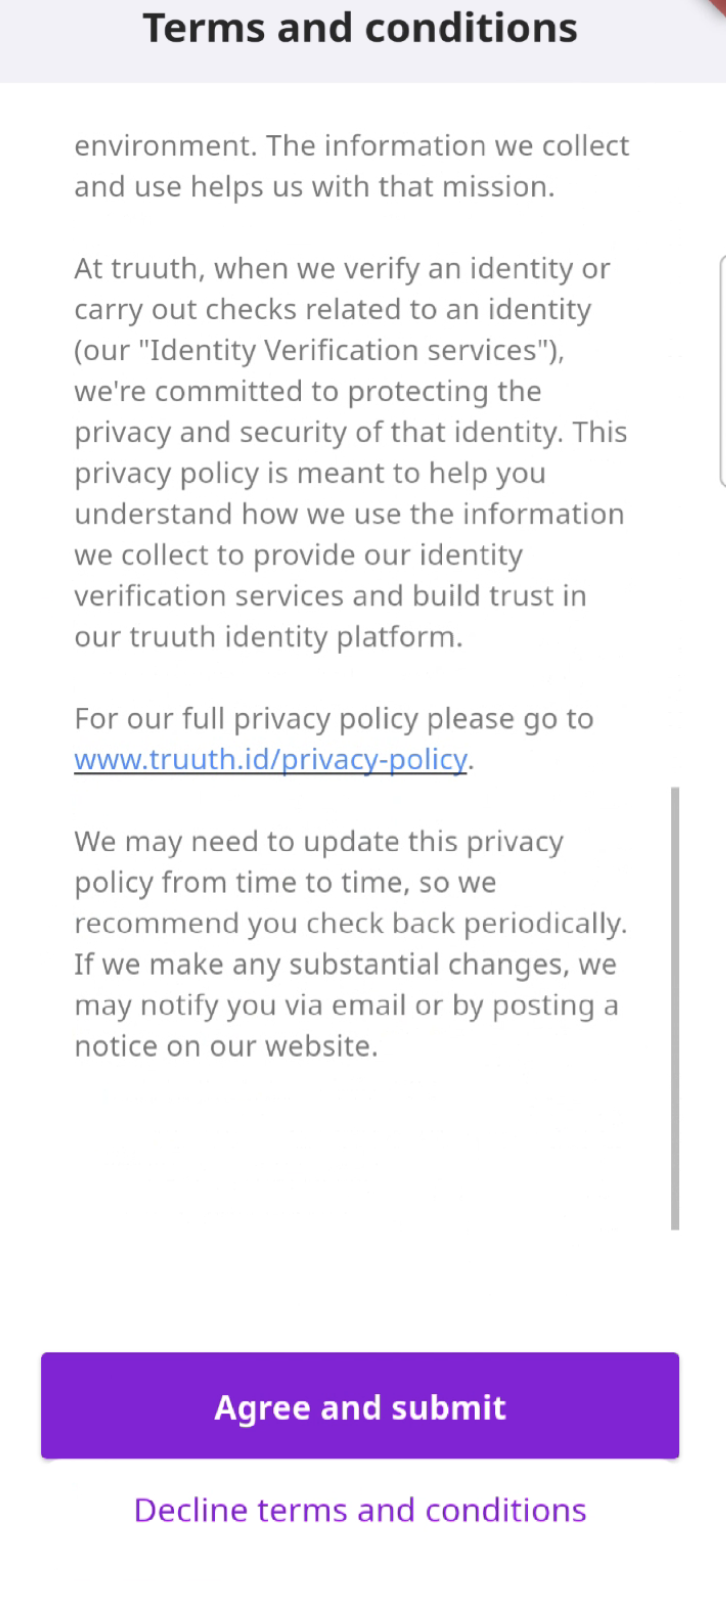 Terms and conditions
environment. The information we collect
and use helps us with that mission.
At truuth, when we verify an identity or
carry out checks related to an identity
(our "Identity Verification services"),
we're committed to protecting the
privacy and security of that identity. This
privacy policy is meant to help you
understand how we use the information
we collect to provide our identity
verification services and build trust in
our truuth identity platform.
For our full privacy policy please go to
www.truuth.id/privacy-policy.
We may need to update this privacy
policy from time to time, so we
recommend you check back periodically.
If we make any substantial changes, we
may notify you via email or by posting a
notice on our website.
Agree and submit
Decline terms and conditions